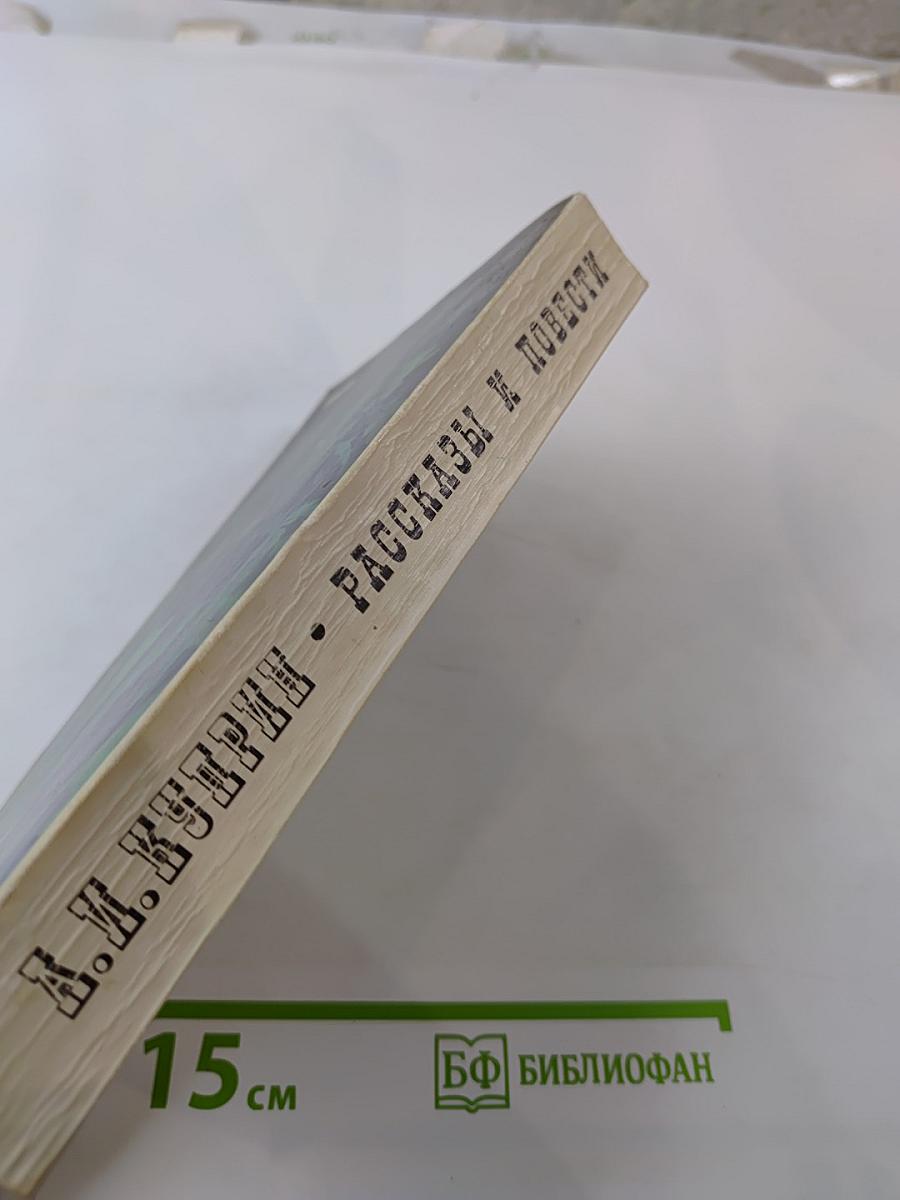 А.И.КУПРИН • РАССКАЗЫ И ПОВЕСТИ
15 см
БФ БИБЛИОФАН